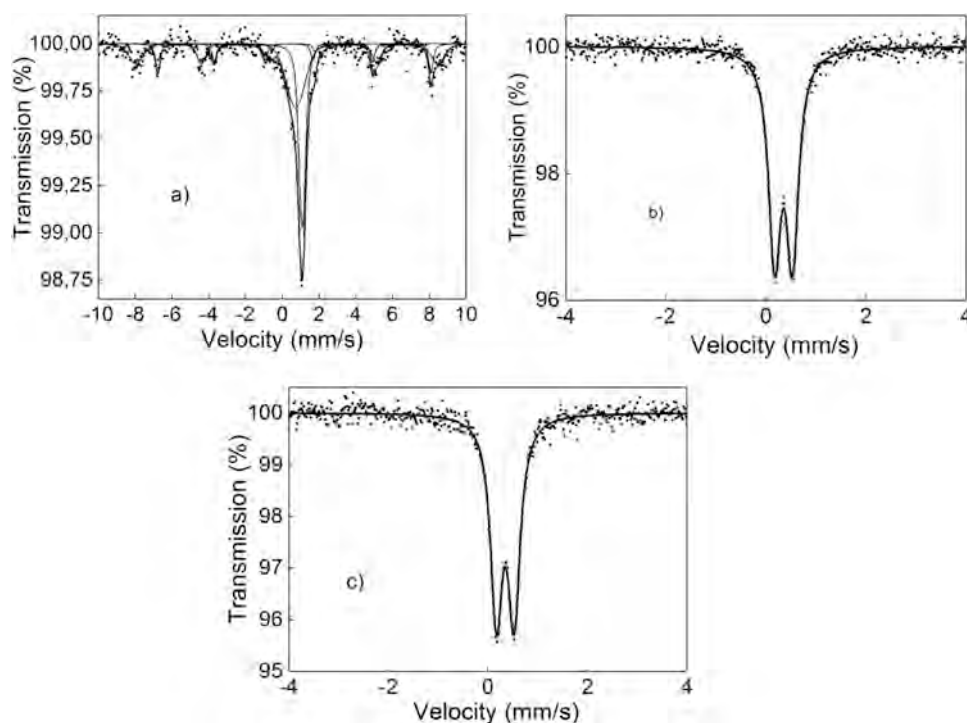 100.00
99.75
99.50
99.25
99.00
98.75
Transmission (%)
a)
-10 -8 -6 -4 -2 0 2 4 6 8 10
Velocity (mm/s)
100
98
96
Transmission (%)
b)
-4 -2 0 2 4
Velocity (mm/s)
100
99
98
97
96
95
Transmission (%)
c)
-4 -2 0 2 4
Velocity (mm/s)